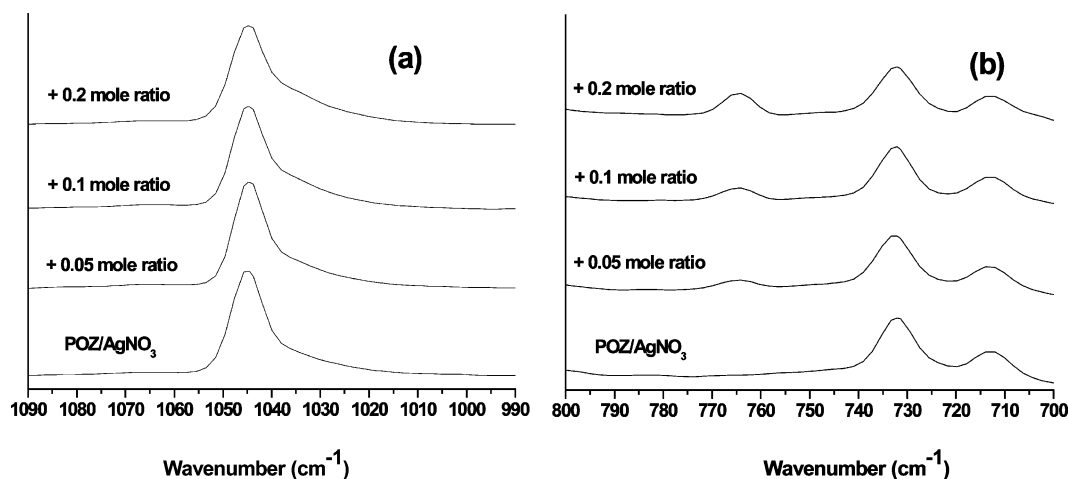 (a)
+ 0.2 mole ratio
+ 0.1 mole ratio
+ 0.05 mole ratio
POZ/AgNO₃
1090 1080 1070 1060 1050 1040 1030 1020 1010 1000 990
Wavenumber (cm⁻¹)
(b)
+ 0.2 mole ratio
+ 0.1 mole ratio
+ 0.05 mole ratio
POZ/AgNO₃
800 790 780 770 760 750 740 730 720 710 700
Wavenumber (cm⁻¹)